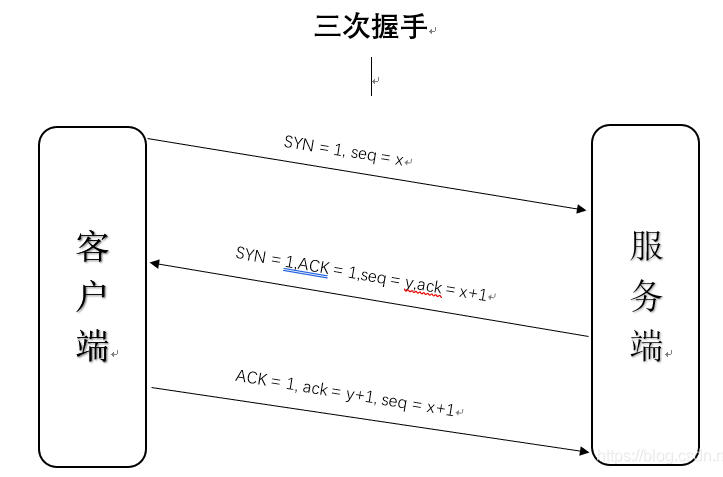 三次握手
SYN = 1, seq = x
SYN = 1,ACK = 1,seq = y,ack = x+1
ACK = 1, ack = y+1, seq = x+1
客
户
端
服
务
端
https://blog.csdn.n